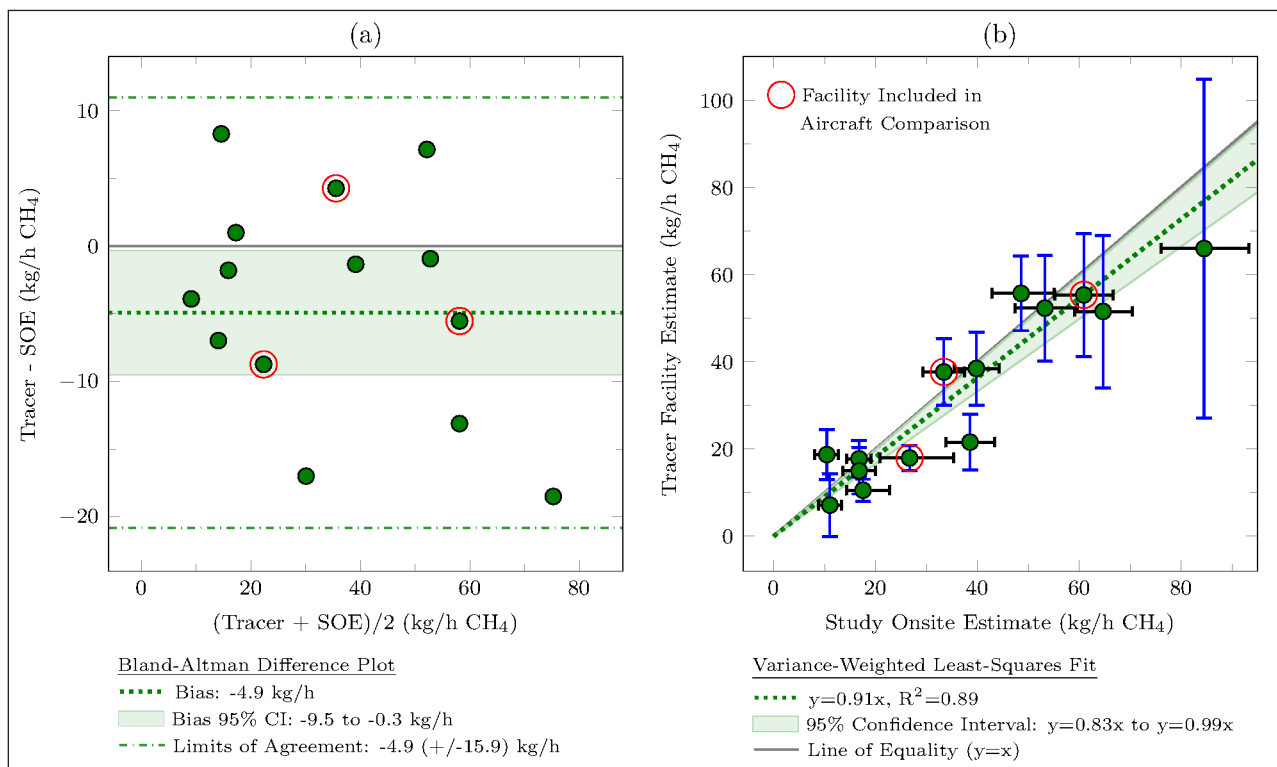 (a)
10
0
−10
−20
0
20
40
60
80
Tracer - SOE (kg/h CH₄)
(Tracer + SOE)/2 (kg/h CH₄)
Bland-Altman Difference Plot
Bias: -4.9 kg/h
Bias 95% CI: -9.5 to -0.3 kg/h
Limits of Agreement: -4.9 (+/-15.9) kg/h
(b)
Facility Included in
Aircraft Comparison
100
80
60
40
20
0
0
20
40
60
80
Tracer Facility Estimate (kg/h CH₄)
Study Onsite Estimate (kg/h CH₄)
Variance-Weighted Least-Squares Fit
y=0.91x, R²=0.89
95% Confidence Interval: y=0.83x to y=0.99x
Line of Equality (y=x)